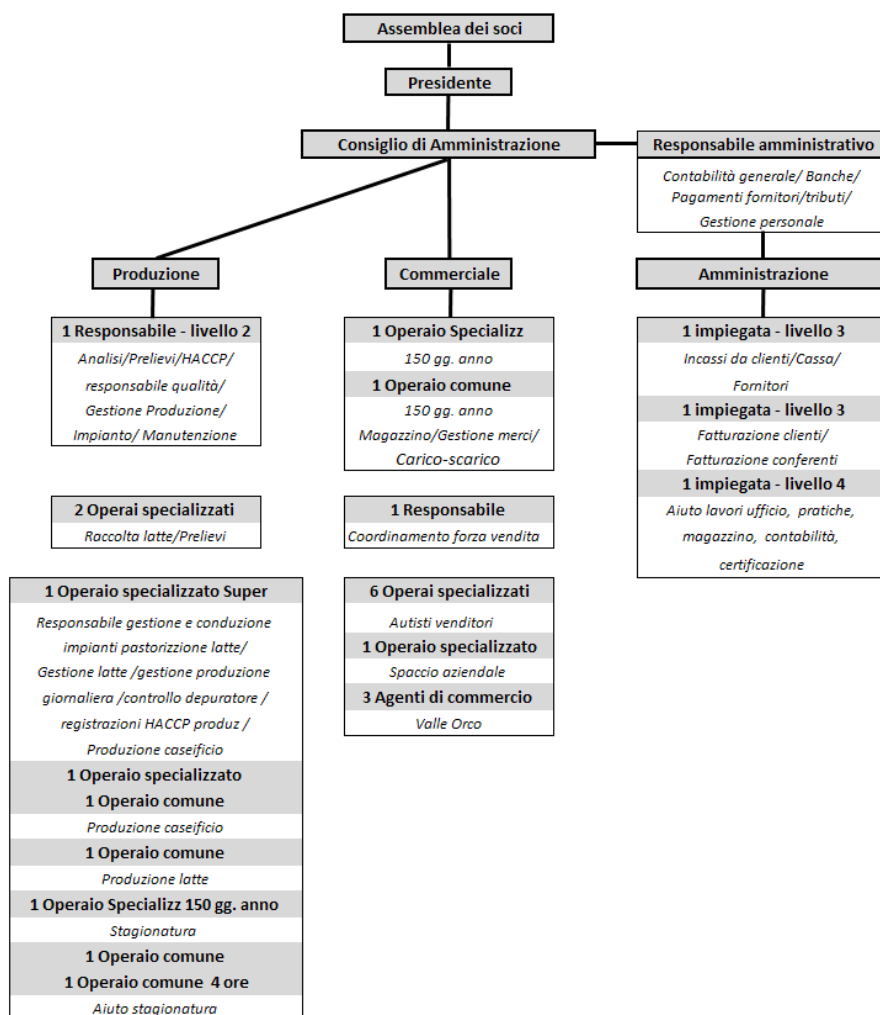 Assemblea dei soci
Presidente
Consiglio di Amministrazione
Responsabile amministrativo
Contabilità generale/ Banche/
Pagamenti fornitori/tributi/
Gestione personale
Produzione
Commerciale
Amministrazione
1 Responsabile - livello 2
Analisi/Prelievi/HACCP/
responsabile qualità/
Gestione Produzione/
Impianto/ Manutenzione
2 Operai specializzati
Raccolta latte/Prelievi
1 Operaio specializzato Super
Responsabile gestione e conduzione
impianti pastorizzione latte/
Gestione latte /gestione produzione
giornaliera /controllo depuratore /
registrazioni HACCP produz /
Produzione caseificio
1 Operaio specializzato
1 Operaio comune
Produzione caseificio
1 Operaio comune
Produzione latte
1 Operaio Specializz 150 gg. anno
Stagionatura
1 Operaio comune
1 Operaio comune 4 ore
Aiuto stagionatura
1 Operaio Specializz
150 gg. anno
1 Operaio comune
150 gg. anno
Magazzino/Gestione merci/
Carico-scarico
1 Responsabile
Coordinamento forza vendita
6 Operai specializzati
Autisti venditori
1 Operaio specializzato
Spaccio aziendale
3 Agenti di commercio
Valle Orco
1 impiegata - livello 3
Incassi da clienti/Cassa/
Fornitori
1 impiegata - livello 3
Fatturazione clienti/
Fatturazione conferenti
1 impiegata - livello 4
Aiuto lavori ufficio, pratiche,
magazzino, contabilità,
certificazione